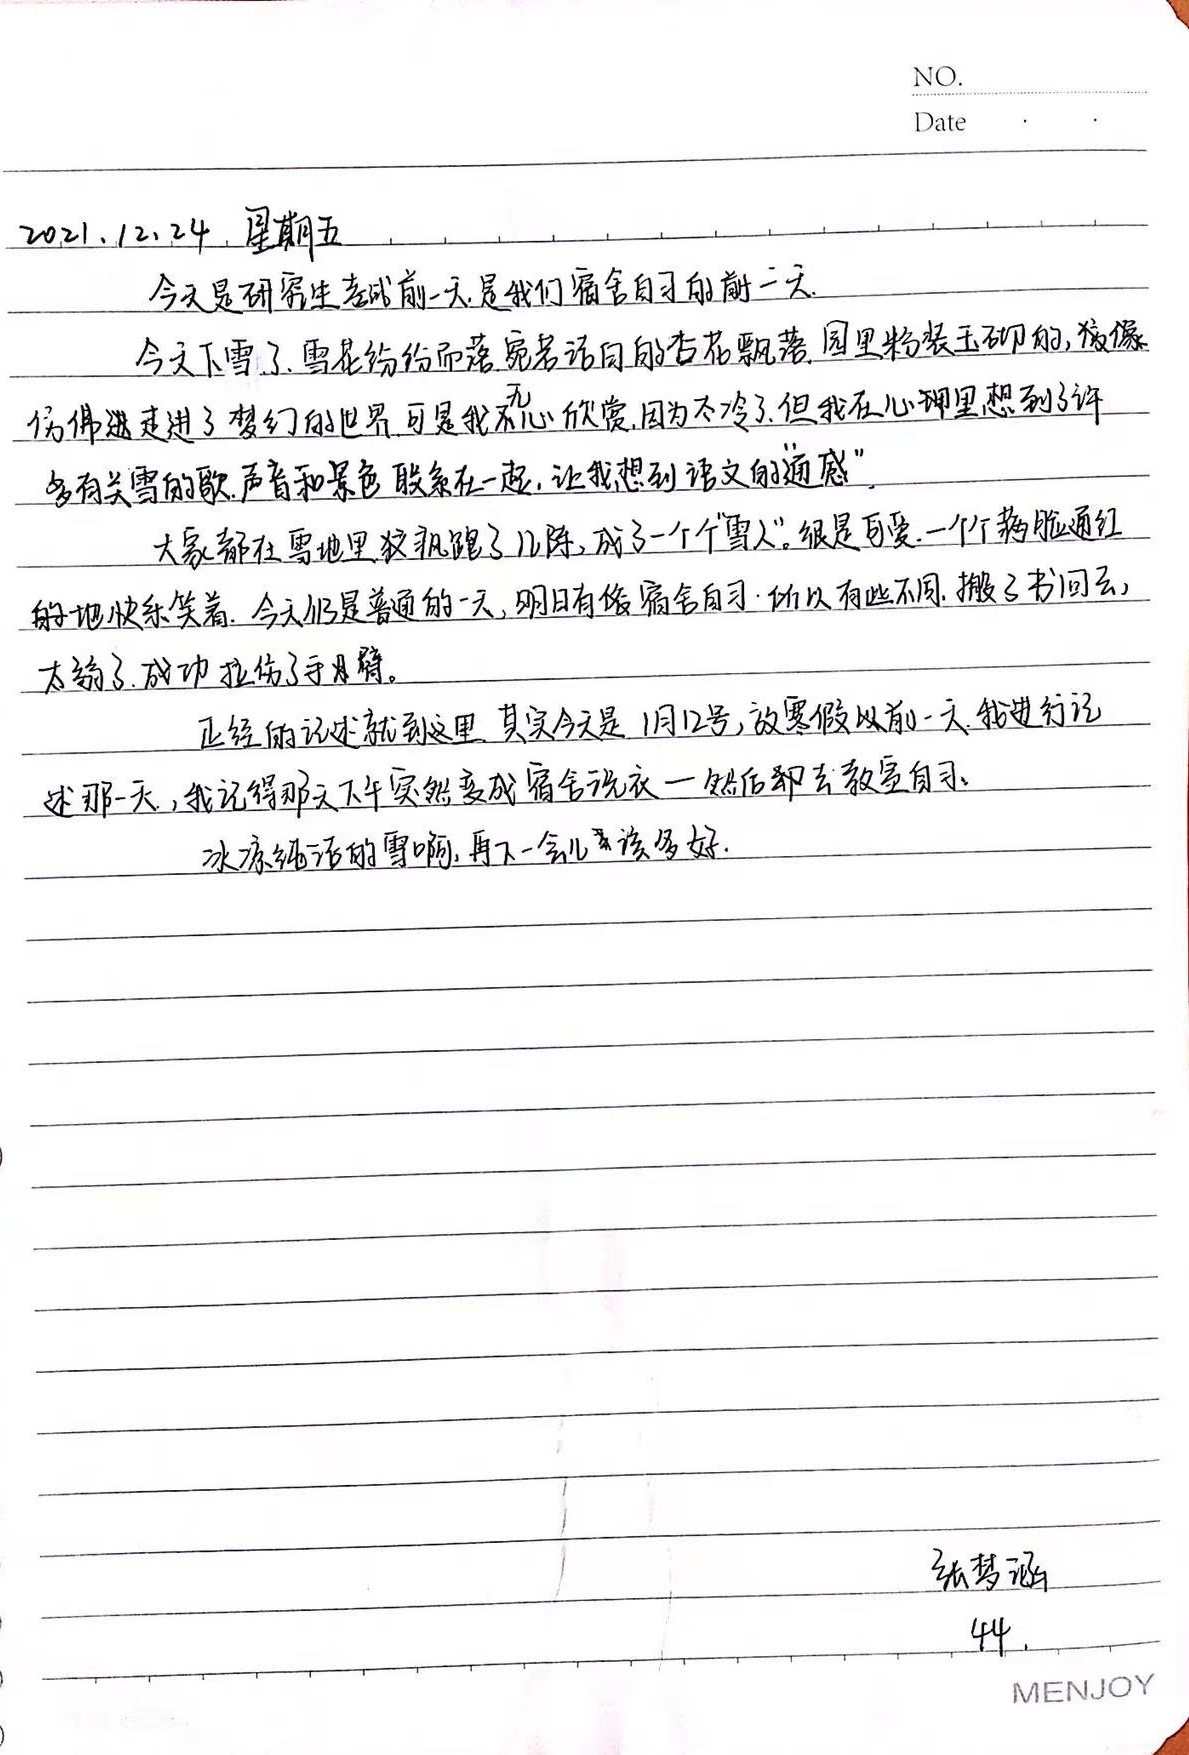 NO.
Date
2021.12.24 星期五
今天是研究生考试前一天,是我们宿舍自习的前一天.
今天下雪了.雪花纷纷而落,宛若洁白的杏花飘落,园里粉装玉砌的,
仿佛 走进了梦幻的世界,可是我无心欣赏,因为太冷了.但我在心里想到了许
多有关雪的歌.声音和景色联系在一起,让我想到语文的"通感".
大家都在雪地里 疯跑了几阵,成了一个个"雪人"。很是可爱.一个个 脸通红
的地快乐笑着.今天仍是普通的一天,明日有 宿舍自习.所以有些不同.搬了书回去,
太 了.成功拉伤了手臂。
正经的记述就到这里.其实今天是1月12号,放寒假以前一天.我进行记
述那一天,我记得那天下午突然变成宿舍洗衣—然后却去教室自习.
冰凉纯洁的雪啊,再下一会儿 该多好.
张梦涵
44.
MENJOY